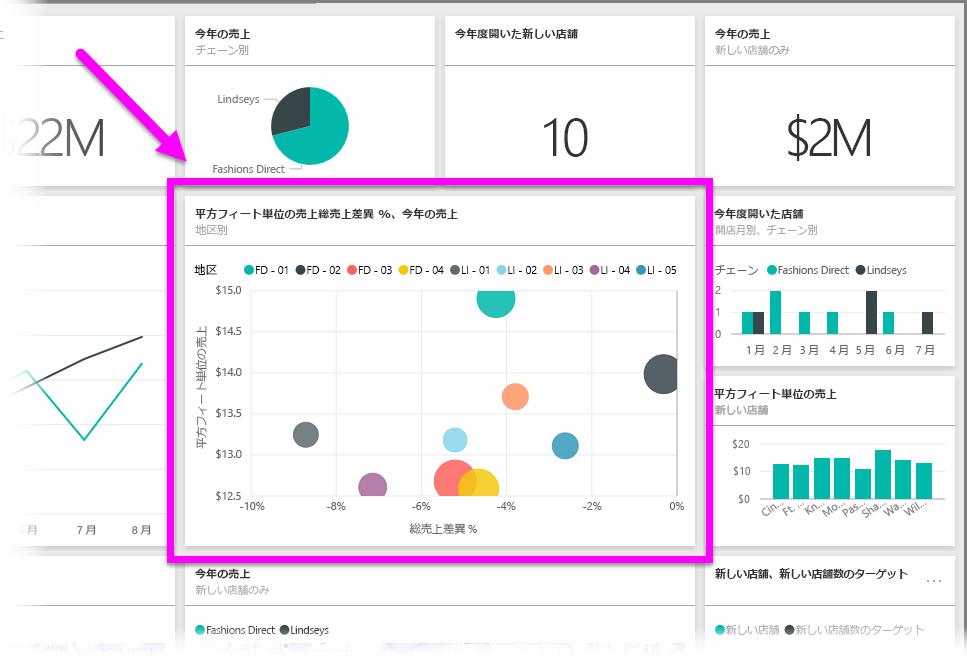 $22M
今年の売上
チェーン別
Lindseys
Fashions Direct
今年度開いた新しい店舗
10
今年の売上
新しい店舗のみ
$2M
7 月
8 月
平方フィート単位の売上総売上差異 %、今年の売上
地区別
地区 FD - 01 FD - 02 FD - 03 FD - 04 LI - 01 LI - 02 LI - 03 LI - 04 LI - 05
平方フィート単位の売上
$15.0
$14.5
$14.0
$13.5
$13.0
$12.5
-10% -8% -6% -4% -2% 0%
総売上差異 %
今年度開いた店舗
開店月別、チェーン別
チェーン Fashions Direct Lindseys
2
1
0
1 月 2 月 3 月 4 月 5 月 6 月 7 月
平方フィート単位の売上
新しい店舗
$20
$10
$0
Cin... Ft. ... Kn... Mo... Pas... Sha... Wa... Wil...
今年の売上
新しい店舗のみ
Fashions Direct Lindseys
新しい店舗、新しい店舗数のターゲット
...
新しい店舗 新しい店舗数のターゲット